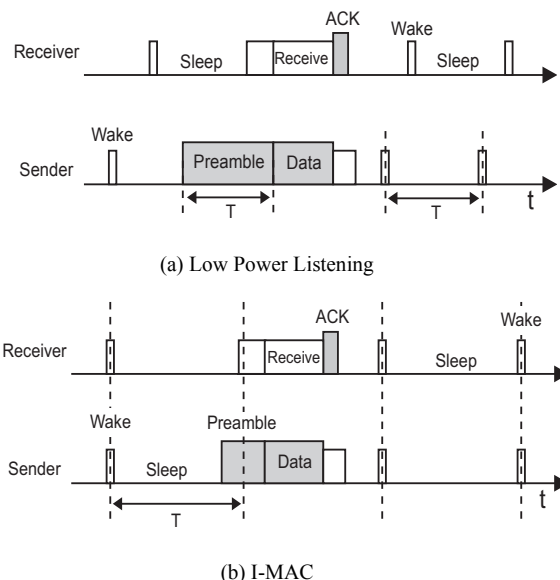 ACK
Receiver
Sleep
Receive
Wake
Sleep
Wake
Sender
Preamble
Data
T
T
t
(a) Low Power Listening
ACK
Wake
Receiver
Receive
Sleep
Wake
Preamble
Sender
Sleep
Data
T
t
(b) I-MAC